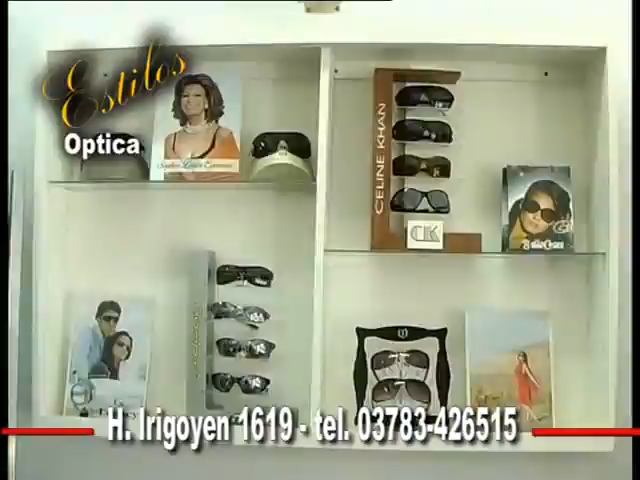 Estilos
Optica
CELINE KHAN
CK
H. Irigoyen 1619 - tel. 03783-426515